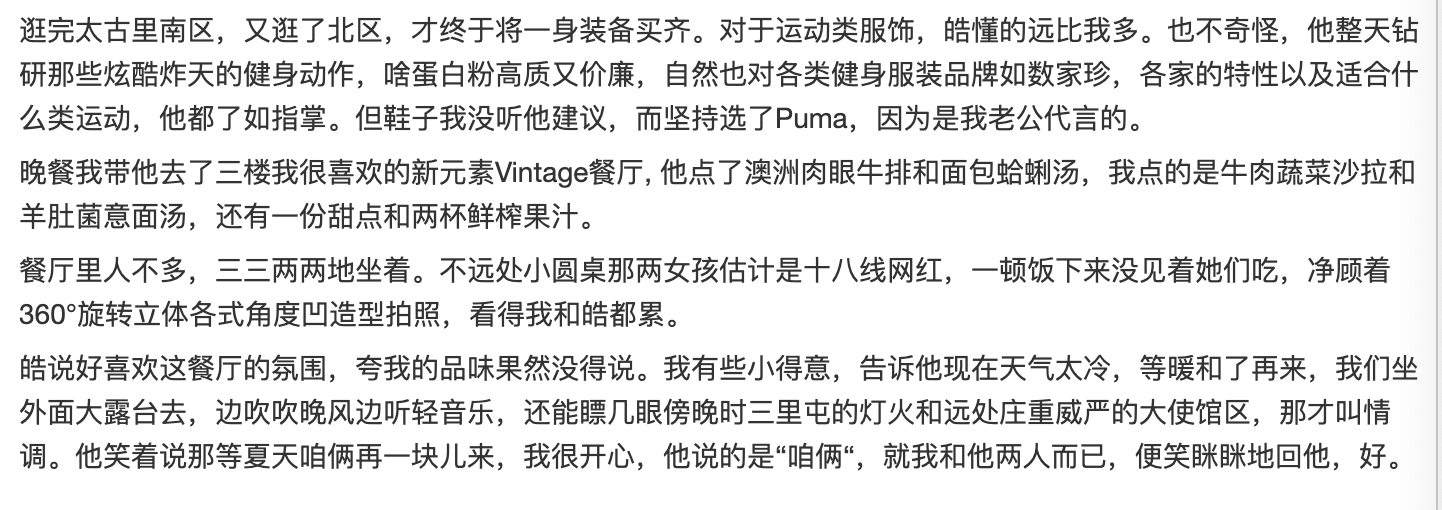 逛完太古里南区，又逛了北区，才终于将一身装备买齐。对于运动类服饰，皓懂的远比我多。也不奇怪，他整天钻
研那些炫酷炸天的健身动作，啥蛋白粉高质又价廉，自然也对各类健身服装品牌如数家珍，各家的特性以及适合什
么类运动，他都了如指掌。但鞋子我没听他建议，而坚持选了Puma，因为是我老公代言的。
晚餐我带他去了三楼我很喜欢的新元素Vintage餐厅, 他点了澳洲肉眼牛排和面包蛤蜊汤，我点的是牛肉蔬菜沙拉和
羊肚菌意面汤，还有一份甜点和两杯鲜榨果汁。
餐厅里人不多，三三两两地坐着。不远处小圆桌那两女孩估计是十八线网红，一顿饭下来没见着她们吃，净顾着
360°旋转立体各式角度凹造型拍照，看得我和皓都累。
皓说好喜欢这餐厅的氛围，夸我的品味果然没得说。我有些小得意，告诉他现在天气太冷，等暖和了再来，我们坐
外面大露台去，边吹吹晚风边听轻音乐，还能瞟几眼傍晚时三里屯的灯火和远处庄重威严的大使馆区，那才叫情
调。他笑着说那等夏天咱俩再一块儿来，我很开心，他说的是“咱俩“，就我和他两人而已，便笑眯眯地回他，好。